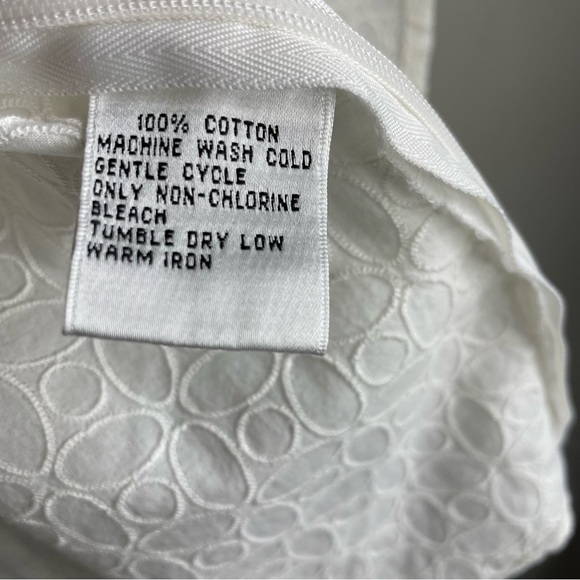 100% COTTON
MACHINE WASH COLD
GENTLE CYCLE
ONLY NON-CHLORINE
BLEACH
TUMBLE DRY LOW
WARM IRON